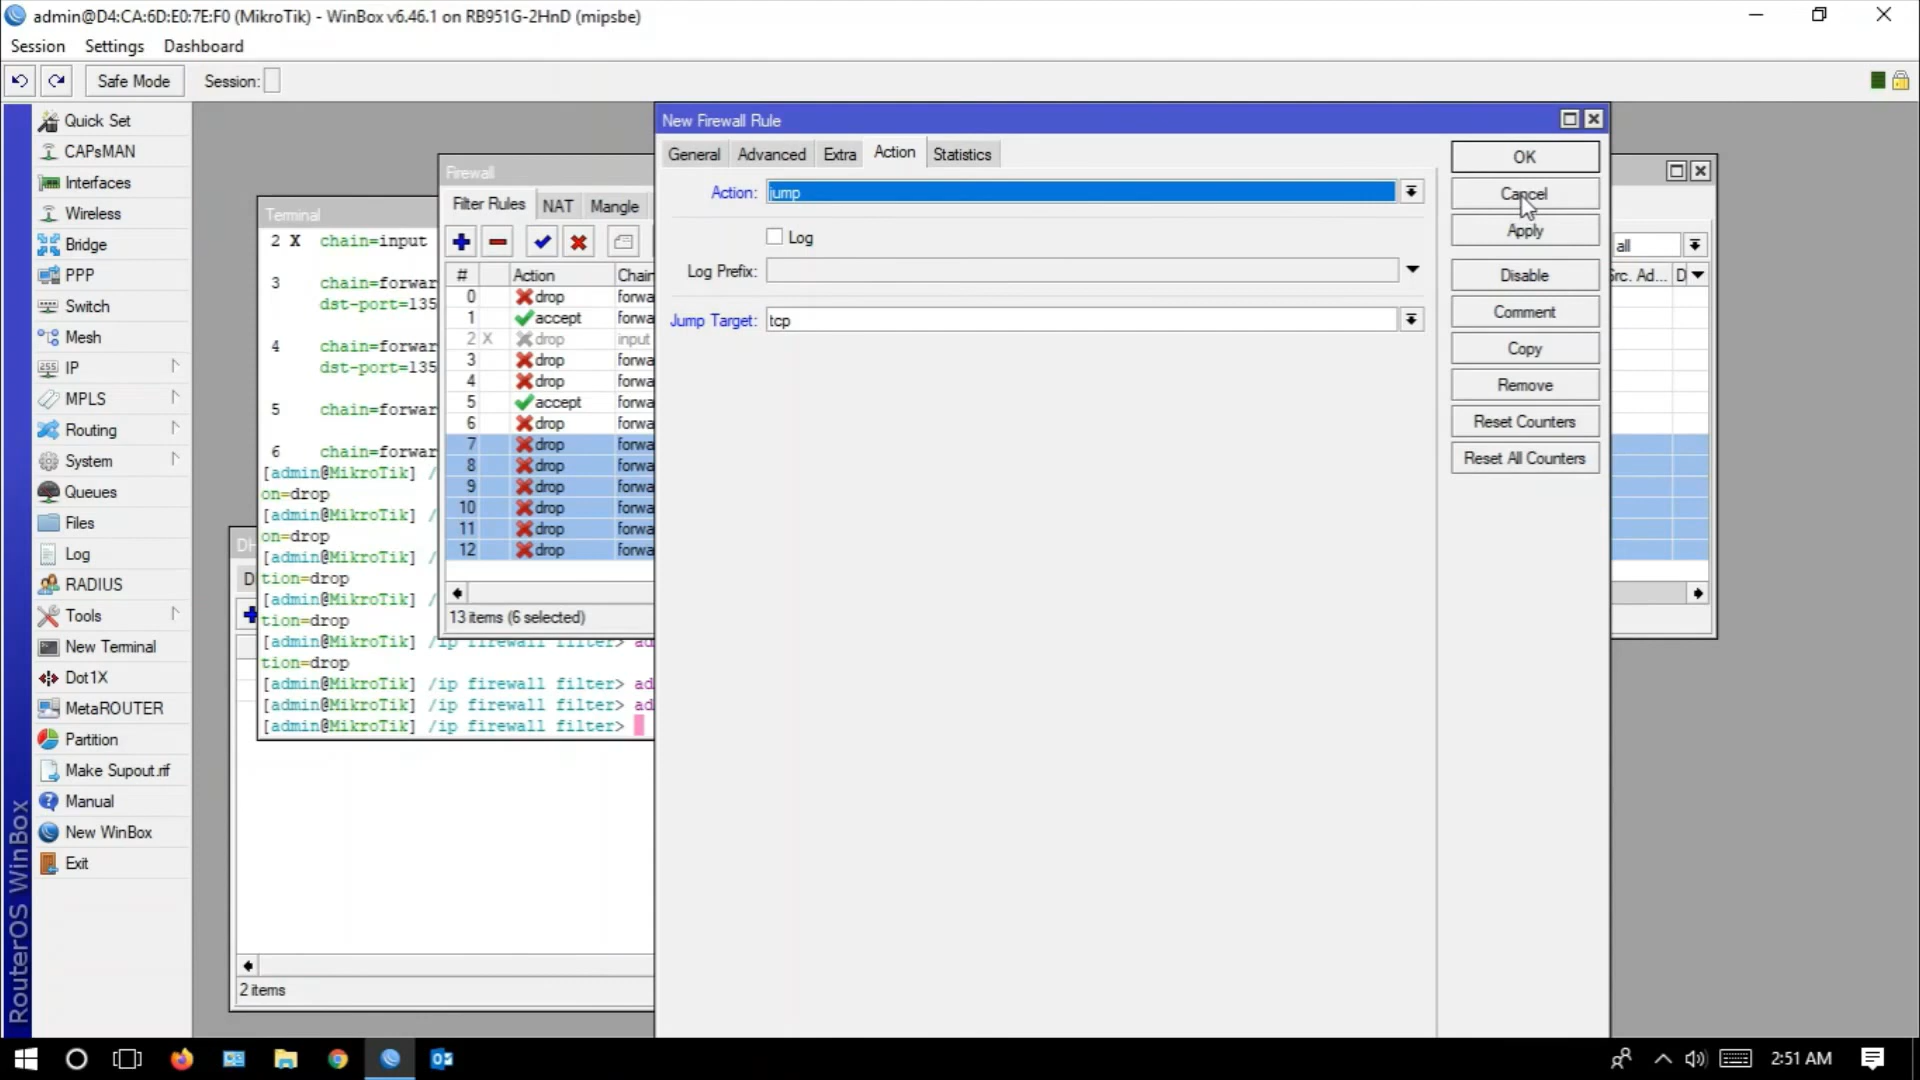 admin@D4:CA:6D:E0:7E:F0 (MikroTik) - WinBox v6.46.1 on RB951G-2HnD (mipsbe)
Session Settings Dashboard
Safe Mode Session:
Quick Set
CAPsMAN
Interfaces
Wireless
Bridge
PPP
Switch
Mesh
IP
MPLS
Routing
System
Queues
Files
Log
RADIUS
Tools
New Terminal
Dot1X
MetaROUTER
Partition
Make Supout.rif
Manual
New WinBox
Exit
RouterOS WinBox
Terminal
2 X chain=input
3 chain=forwar
dst-port=135
4 chain=forwar
dst-port=135
5 chain=forwar
6 chain=forwar
[admin@MikroTik] /
on=drop
[admin@MikroTik] /
on=drop
[admin@MikroTik] /
tion=drop
[admin@MikroTik] /
tion=drop
[admin@MikroTik] /ip firewall filter> ad
tion=drop
[admin@MikroTik] /ip firewall filter> ad
[admin@MikroTik] /ip firewall filter> ad
[admin@MikroTik] /ip firewall filter>
DH
D
2 items
Firewall
Filter Rules NAT Mangle
# Action Chain
0 drop forwa
1 accept forwa
2 X drop input
3 drop forwa
4 drop forwa
5 accept forwa
6 drop forwa
7 drop forwa
8 drop forwa
9 drop forwa
10 drop forwa
11 drop forwa
12 drop forwa
13 items (6 selected)
all
Src. Ad... D
New Firewall Rule
General Advanced Extra Action Statistics
Action: jump
Log
Log Prefix:
Jump Target: tcp
OK
Cancel
Apply
Disable
Comment
Copy
Remove
Reset Counters
Reset All Counters
2:51 AM